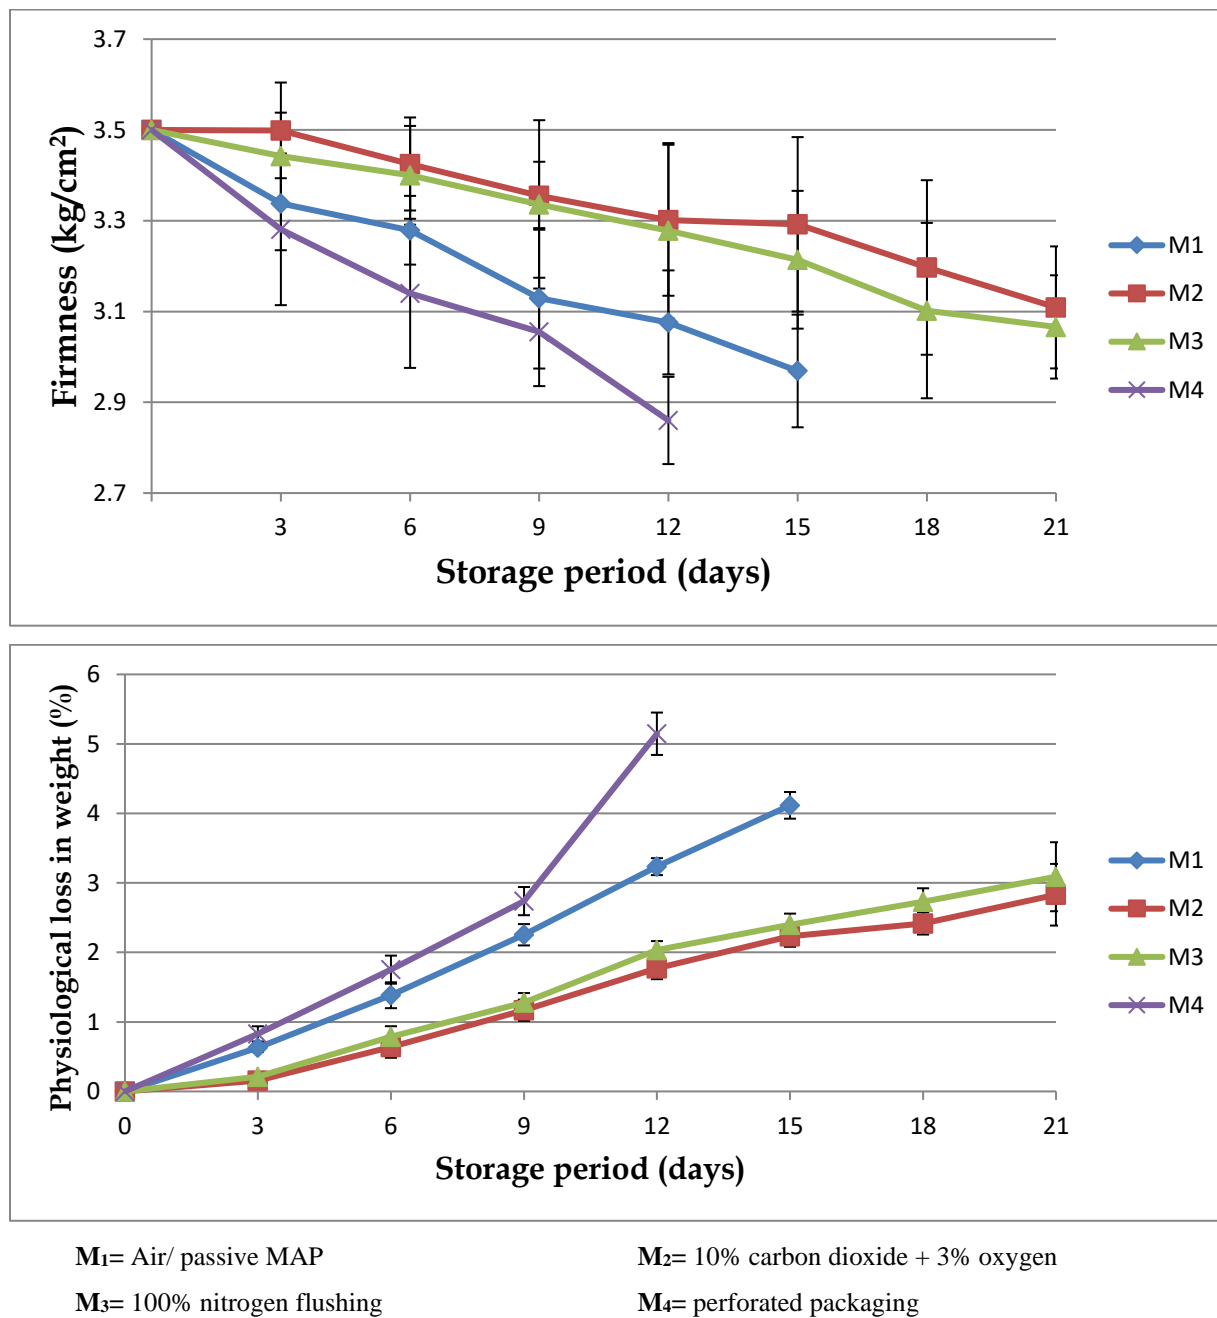 3.7
3.5
3.3
3.1
2.9
2.7
Firmness (kg/cm²)
3 6 9 12 15 18 21
Storage period (days)
M1
M2
M3
M4
6
5
4
3
2
1
0
Physiological loss in weight (%)
0 3 6 9 12 15 18 21
Storage period (days)
M1
M2
M3
M4
M₁= Air/ passive MAP M₂= 10% carbon dioxide + 3% oxygen
M₃= 100% nitrogen flushing M₄= perforated packaging